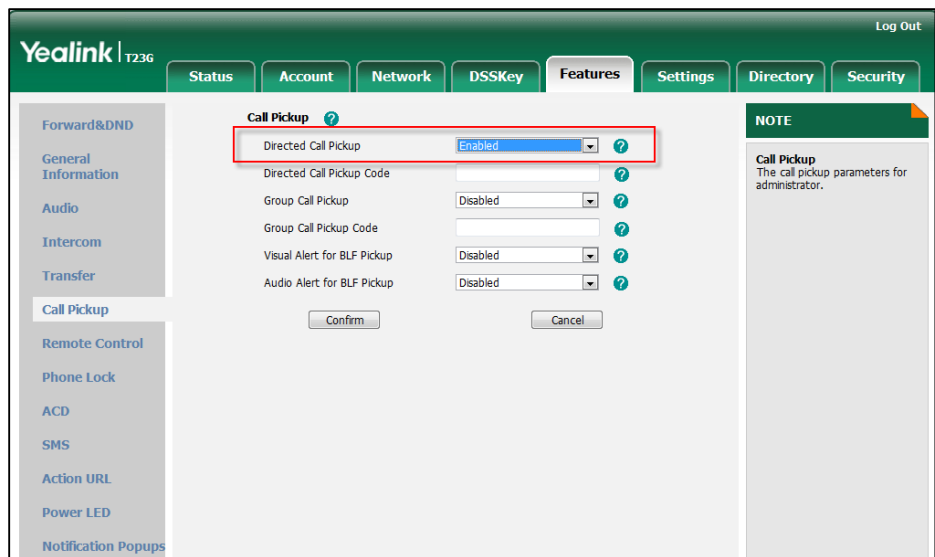 Log Out
Yealink | T23G
Status Account Network DSSKey Features Settings Directory Security
Forward&DND
General
Information
Audio
Intercom
Transfer
Call Pickup
Remote Control
Phone Lock
ACD
SMS
Action URL
Power LED
Notification Popups
Call Pickup ?
Directed Call Pickup Enabled ?
Directed Call Pickup Code ?
Group Call Pickup Disabled ?
Group Call Pickup Code ?
Visual Alert for BLF Pickup Disabled ?
Audio Alert for BLF Pickup Disabled ?
Confirm Cancel
NOTE
Call Pickup
The call pickup parameters for
administrator.